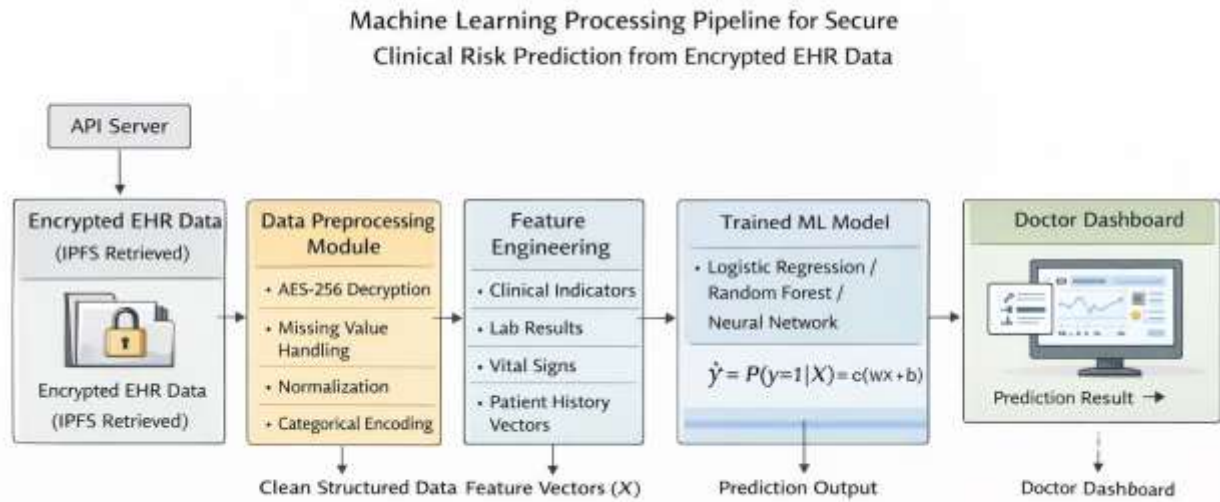 Machine Learning Processing Pipeline for Secure
Clinical Risk Prediction from Encrypted EHR Data
API Server
Encrypted EHR Data
(IPFS Retrieved)
Encrypted EHR Data
(IPFS Retrieved)
Data Preprocessing
Module
• AES-256 Decryption
• Missing Value
Handling
• Normalization
• Categorical Encoding
Clean Structured Data
Feature
Engineering
• Clinical Indicators
• Lab Results
• Vital Signs
• Patient History
Vectors
Feature Vectors (X)
Trained ML Model
• Logistic Regression /
Random Forest /
Neural Network
ŷ = P(y=1|X) = c(wx+b)
Prediction Output
Doctor Dashboard
Prediction Result →
Doctor Dashboard